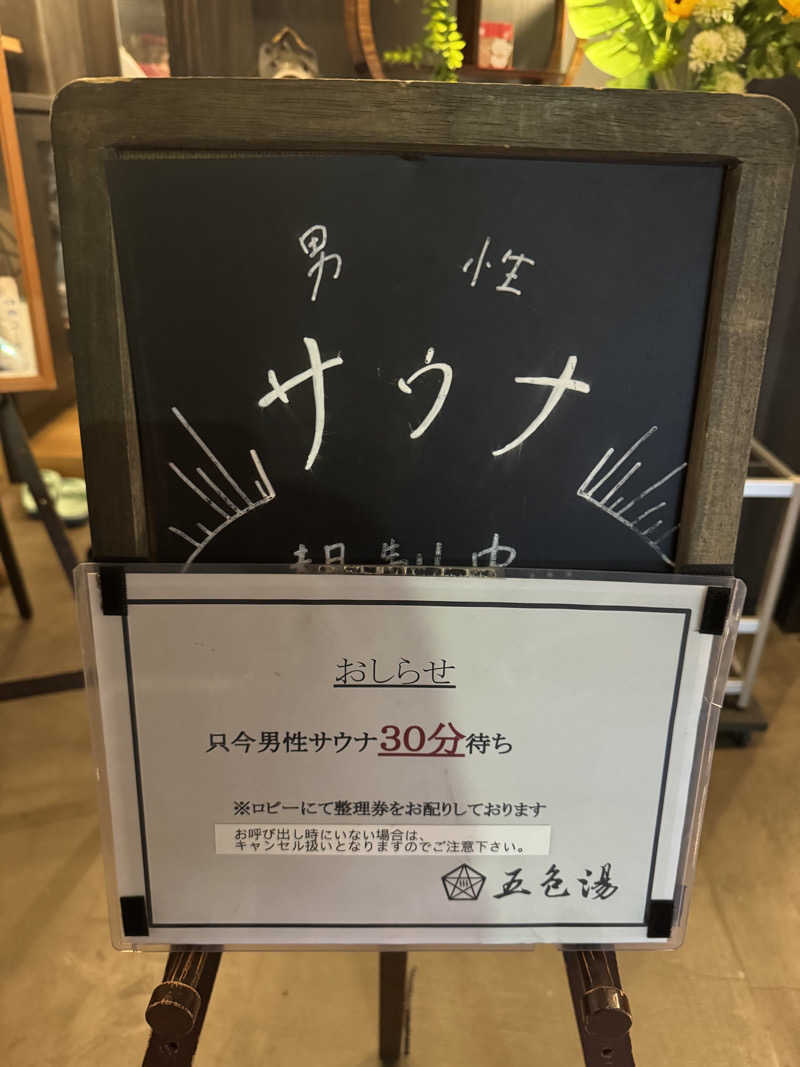 男性
サウナ
おしらせ
只今男性サウナ30分待ち
※ロビーにて整理券をお配りしております
お呼び出し時にいない場合は、
キャンセル扱いとなりますのでご注意下さい。
五色湯